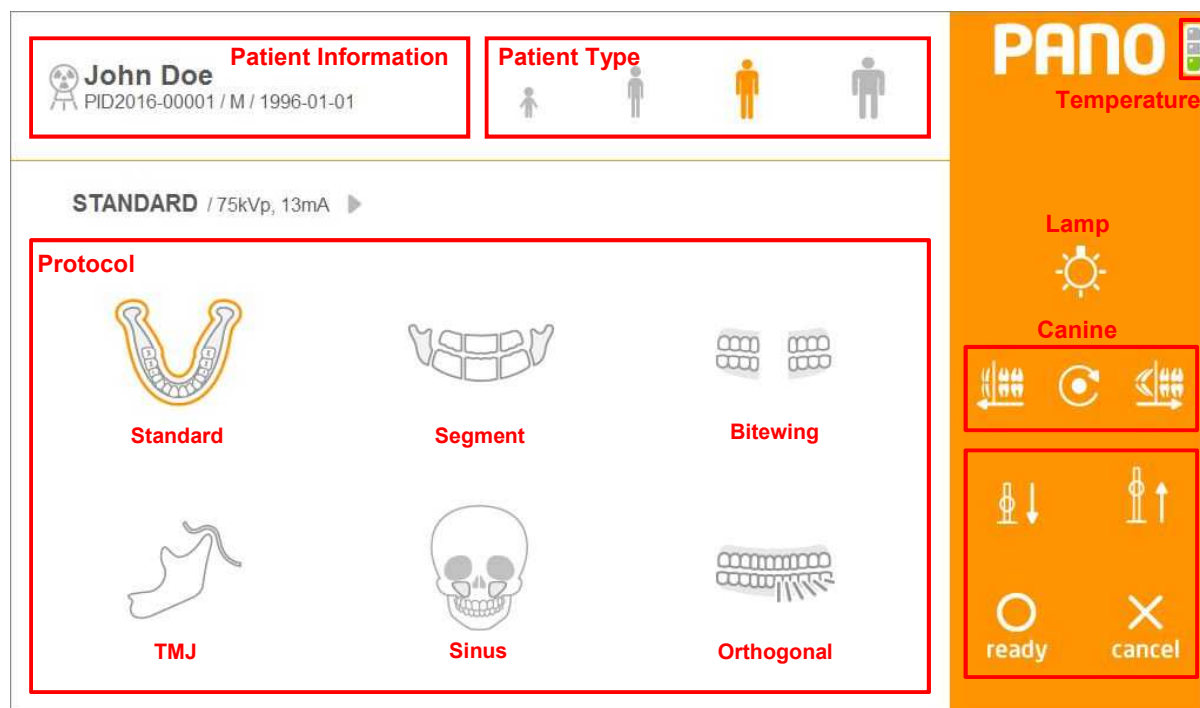 Patient Information
John Doe
PID2016-00001 / M / 1996-01-01
Patient Type
PANO
Temperature
STANDARD / 75kVp, 13mA
Protocol
Standard
Segment
Bitewing
TMJ
Sinus
Orthogonal
Lamp
Canine
ready
cancel